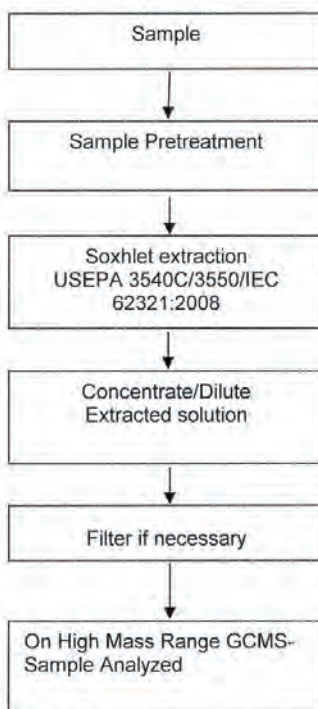 Sample
Sample Pretreatment
Soxhlet extraction
USEPA 3540C/3550/IEC
62321:2008
Concentrate/Dilute
Extracted solution
Filter if necessary
On High Mass Range GCMS-
Sample Analyzed